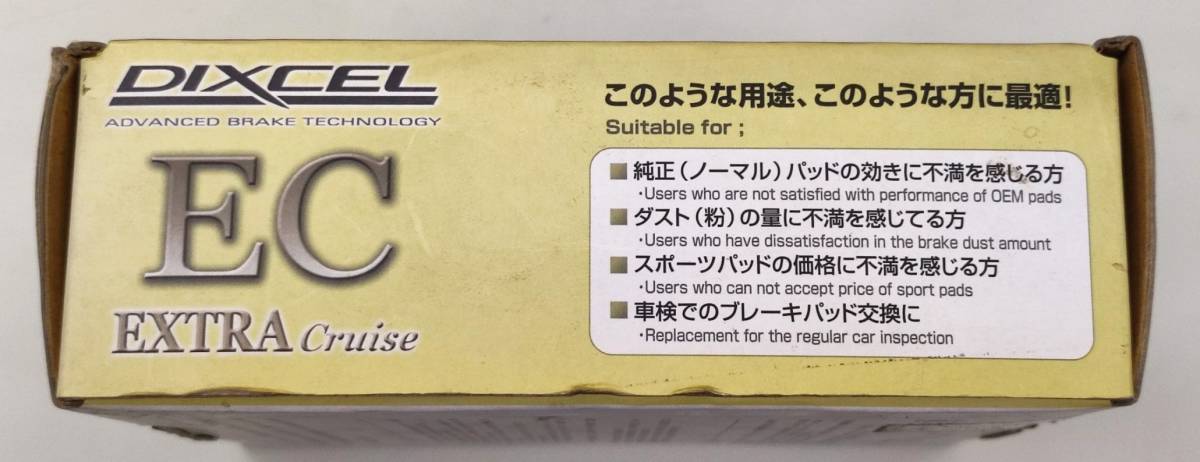 DIXCEL
ADVANCED BRAKE TECHNOLOGY
EC
EXTRA Cruise
このような用途、このような方に最適!
Suitable for ;
■ 純正(ノーマル)パッドの効きに不満を感じる方
・Users who are not satisfied with performance of OEM pads
■ ダスト(粉)の量に不満を感じてる方
・Users who have dissatisfaction in the brake dust amount
■ スポーツパッドの価格に不満を感じる方
・Users who can not accept price of sport pads
■ 車検でのブレーキパッド交換に
・Replacement for the regular car inspection